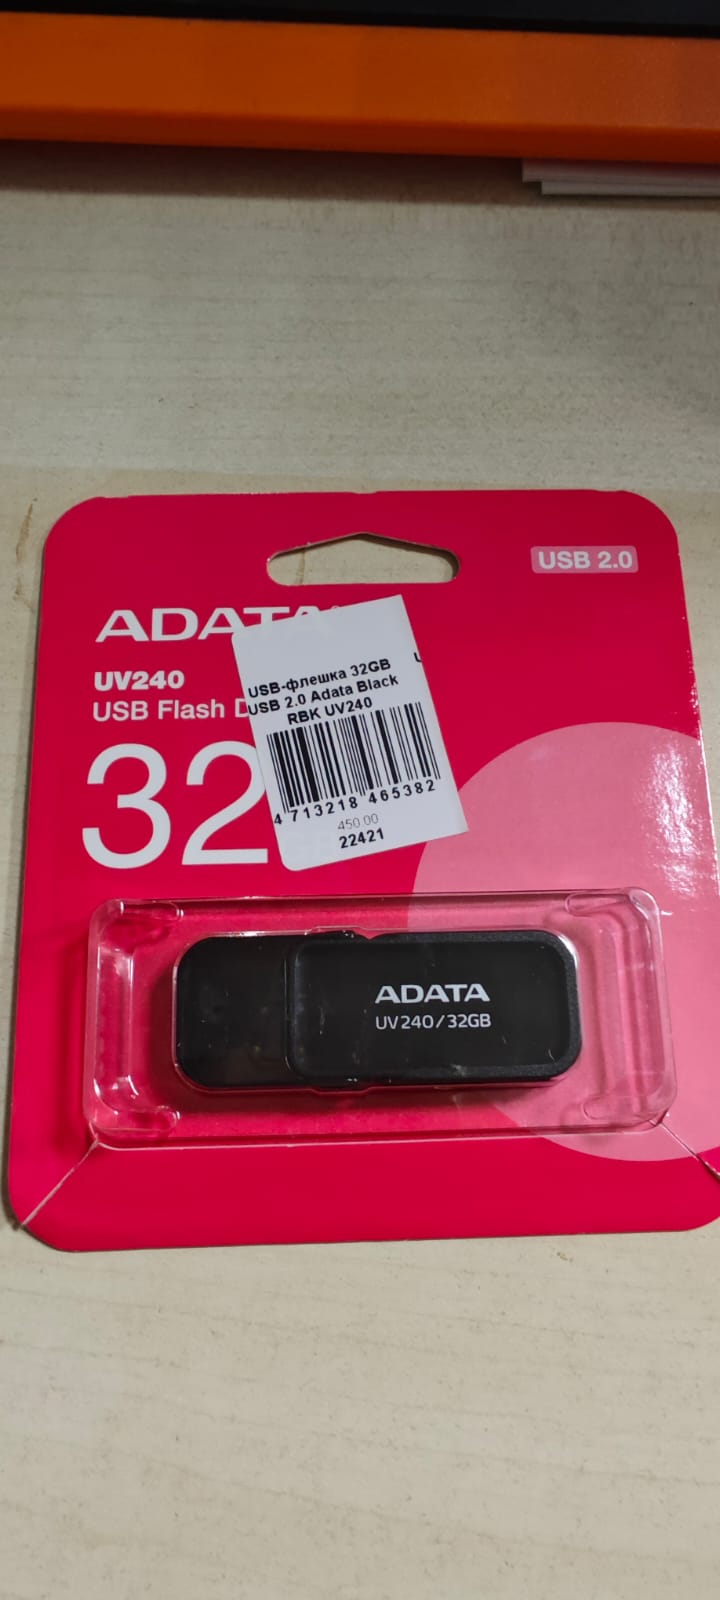 USB 2.0
ADATA
UV240
USB Flash D
32
USB-флешка 32GB
USB 2.0 Adata Black
RBK UV240
4 713218 465382
450.00
22421
ADATA
UV240/32GB